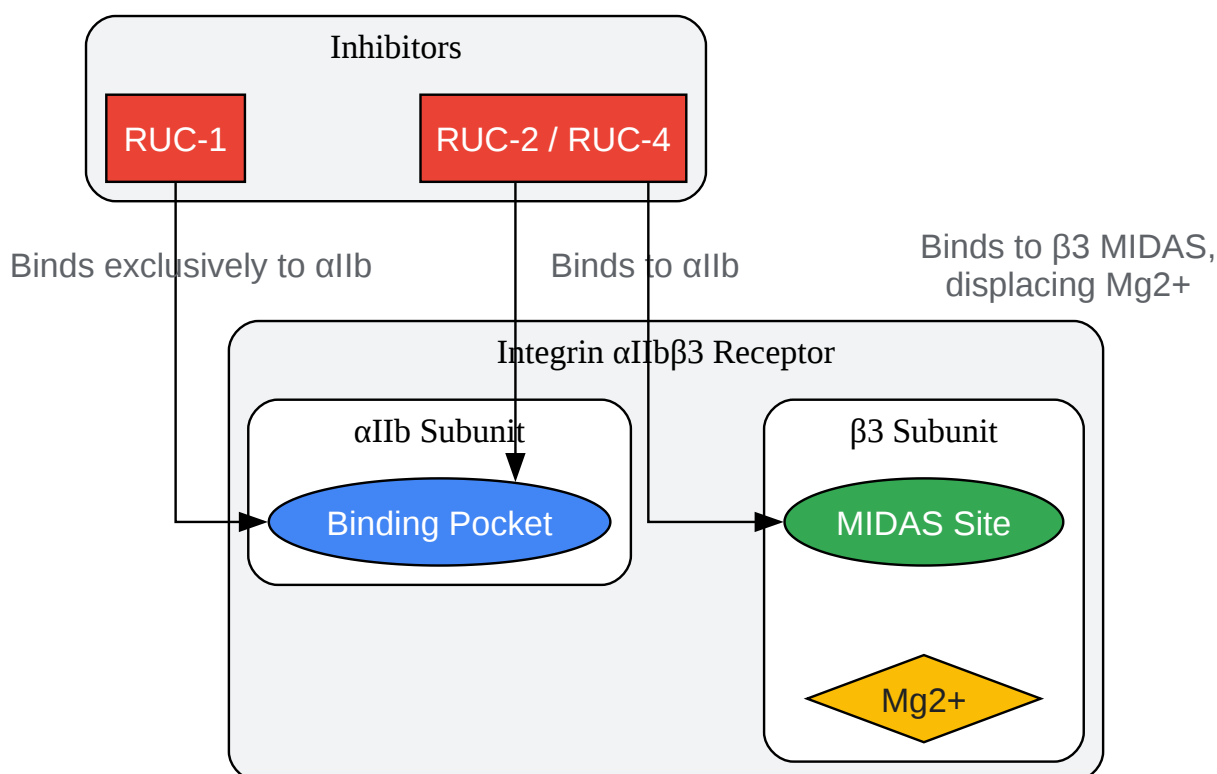 Inhibitors
RUC-1
RUC-2 / RUC-4
Binds exclusively to αIIb
Binds to αIIb
Binds to β3 MIDAS,
displacing Mg2+
Integrin αIIbβ3 Receptor
αIIb Subunit
β3 Subunit
Binding Pocket
MIDAS Site
Mg2+